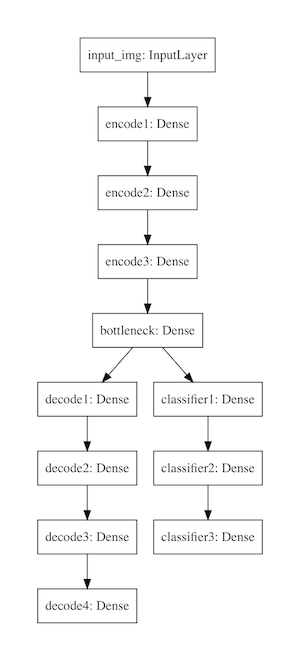 input_img: InputLayer
encode1: Dense
encode2: Dense
encode3: Dense
bottleneck: Dense
decode1: Dense
classifier1: Dense
decode2: Dense
classifier2: Dense
decode3: Dense
classifier3: Dense
decode4: Dense